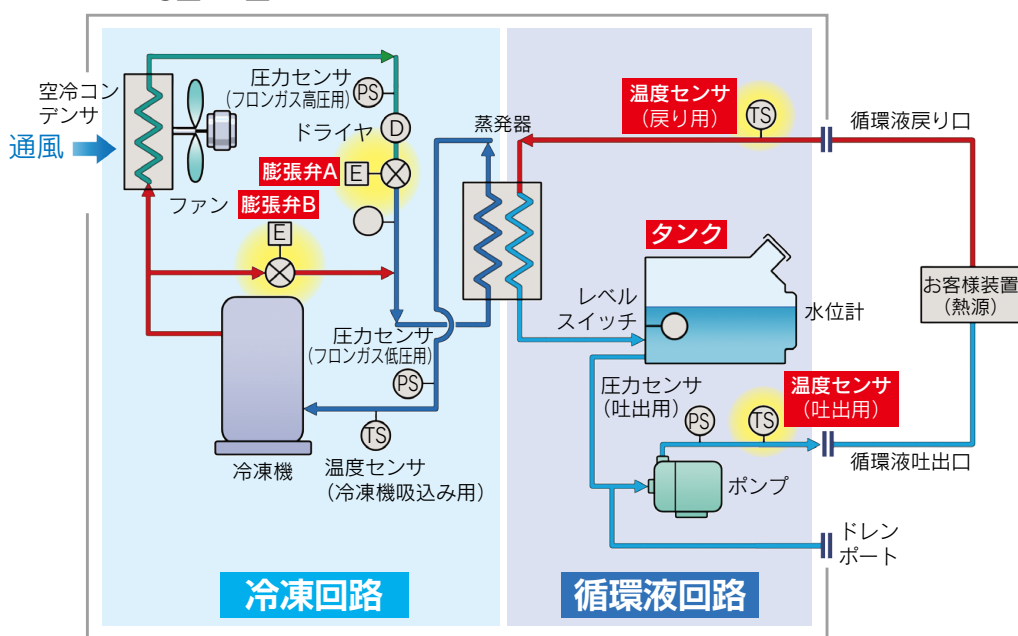 空冷コン
デンサ
通風
ファン
圧力センサ
(フロンガス高圧用)
PS
ドライヤ
D
膨張弁A
E
膨張弁B
E
蒸発器
温度センサ
(戻り用)
TS
循環液戻り口
タンク
レベル
スイッチ
水位計
お客様装置
(熱源)
圧力センサ
(フロンガス低圧用)
PS
TS
冷凍機
温度センサ
(冷凍機吸込み用)
圧力センサ
(吐出用)
PS
温度センサ
(吐出用)
TS
循環液吐出口
ポンプ
ドレン
ポート
冷凍回路
循環液回路